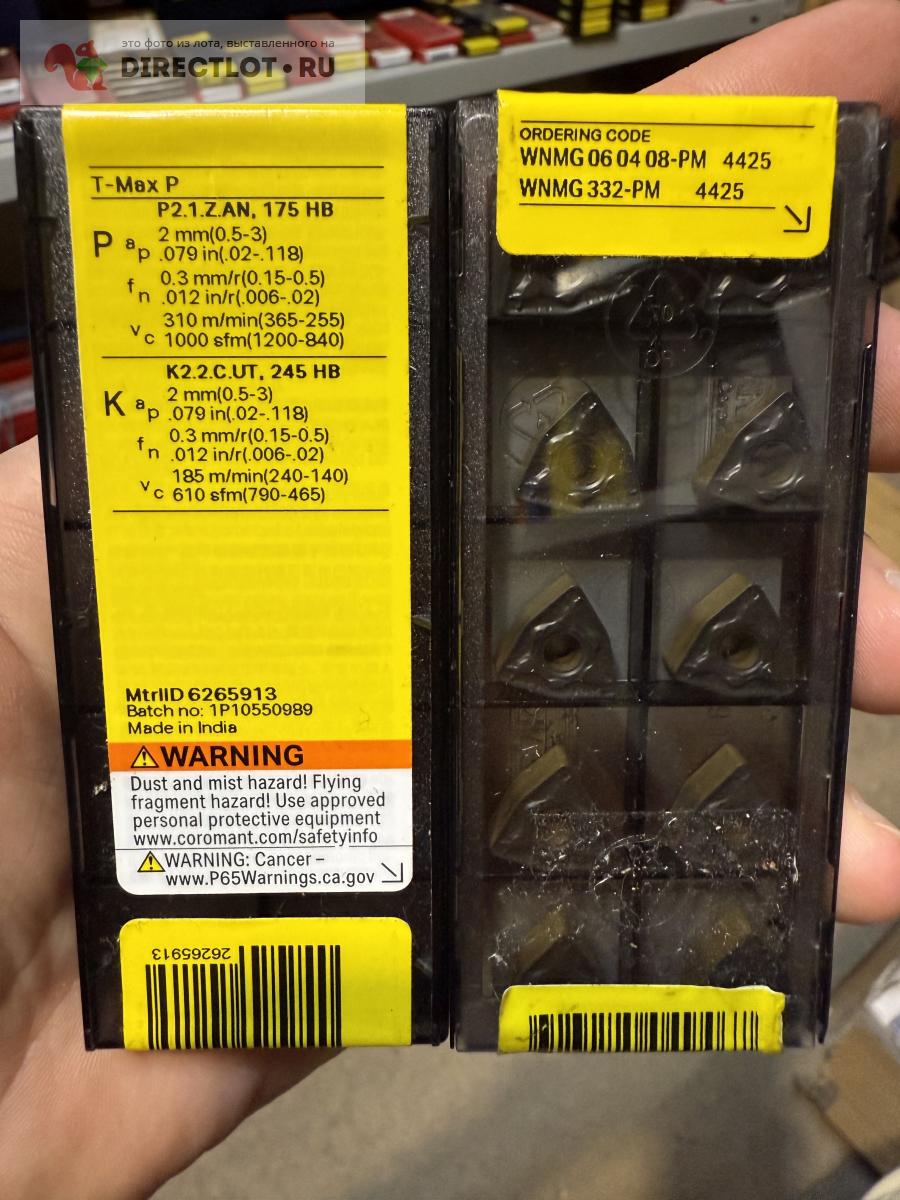 это фото из лота, выставленного на
DIRECTLOT.RU
T-Max P
P2.1.Z.AN, 175 HB
P ap 2 mm(0.5-3)
.079 in(.02-.118)
fn 0.3 mm/r(0.15-0.5)
.012 in/r(.006-.02)
vc 310 m/min(365-255)
1000 sfm(1200-840)
K2.2.C.UT, 245 HB
K ap 2 mm(0.5-3)
.079 in(.02-.118)
fn 0.3 mm/r(0.15-0.5)
.012 in/r(.006-.02)
vc 185 m/min(240-140)
610 sfm(790-465)
MtrlID 6265913
Batch no: 1P10550989
Made in India
WARNING
Dust and mist hazard! Flying
fragment hazard! Use approved
personal protective equipment
www.coromant.com/safetyinfo
WARNING: Cancer –
www.P65Warnings.ca.gov
26265913
ORDERING CODE
WNMG 06 04 08-PM 4425
WNMG 332-PM 4425